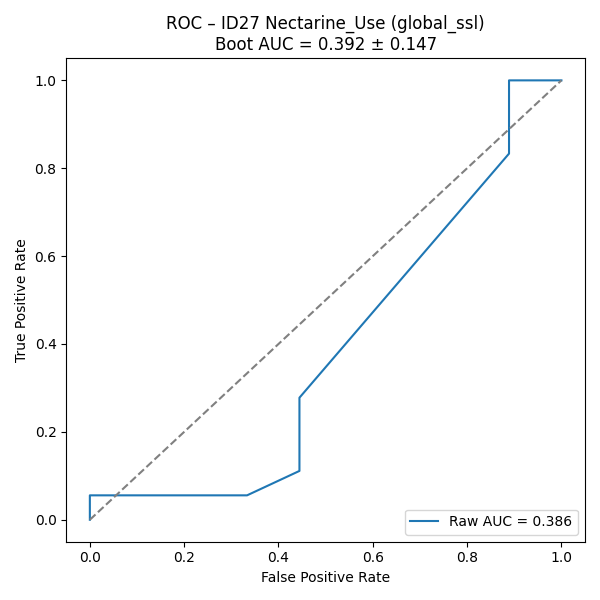 ROC – ID27 Nectarine_Use (global_ssl)
Boot AUC = 0.392 ± 0.147
1.0
0.8
0.6
0.4
0.2
0.0
True Positive Rate
Raw AUC = 0.386
0.0 0.2 0.4 0.6 0.8 1.0
False Positive Rate